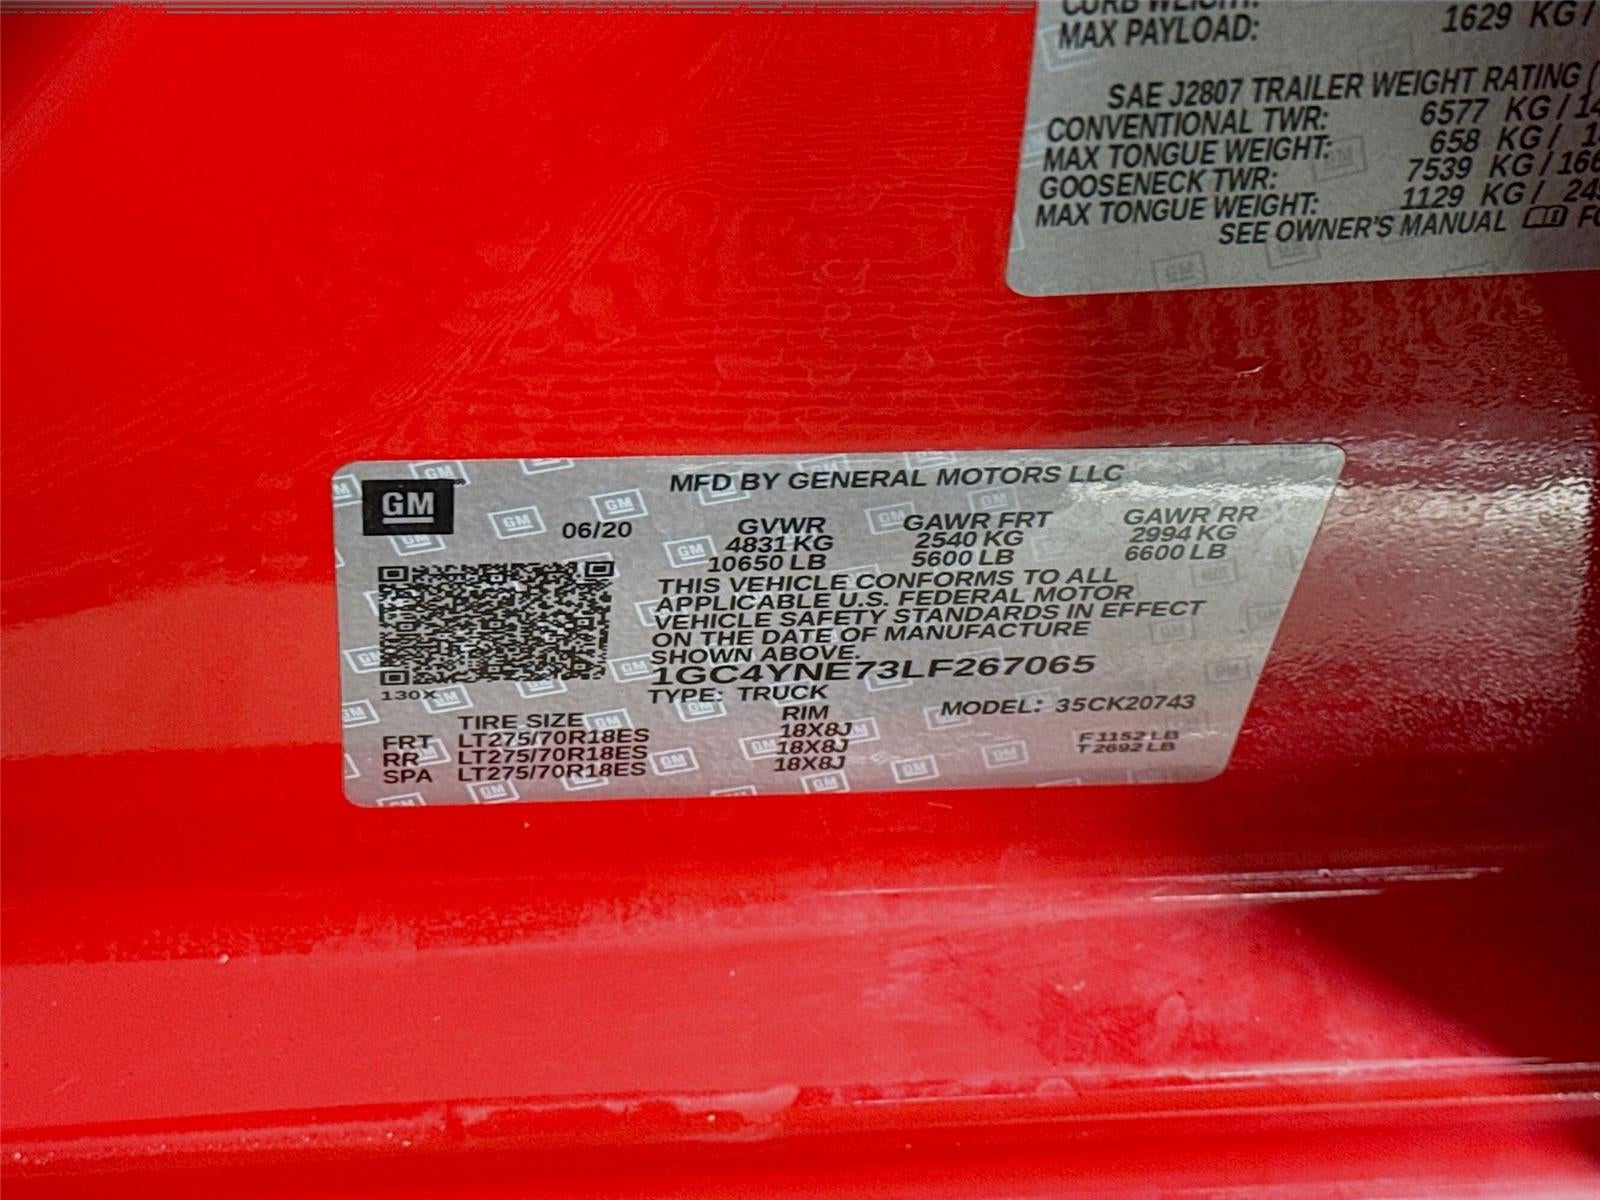 MAX PAYLOAD: 1629 KG/
SAE J2807 TRAILER WEIGHT RATING
CONVENTIONAL TWR: 6577 KG/14
MAX TONGUE WEIGHT: 658 KG/
GOOSENECK TWR: 7539 KG/166
MAX TONGUE WEIGHT: 1129 KG/ 24
SEE OWNER'S MANUAL
GM
MFD BY GENERAL MOTORS LLC
06/20 GVWR GAWR FRT GAWR RR
4831 KG 2540 KG 2994 KG
10650 LB 5600 LB 6600 LB
THIS VEHICLE CONFORMS TO ALL
APPLICABLE U.S. FEDERAL MOTOR
VEHICLE SAFETY STANDARDS IN EFFECT
ON THE DATE OF MANUFACTURE
SHOWN ABOVE.
1GC4YNE73LF267065
130X
TYPE: TRUCK MODEL: 35CK20743
TIRE SIZE RIM
FRT LT275/70R18ES 18X8J
RR LT275/70R18ES 18X8J
SPA LT275/70R18ES 18X8J
F 1152 LB
T 2692 LB